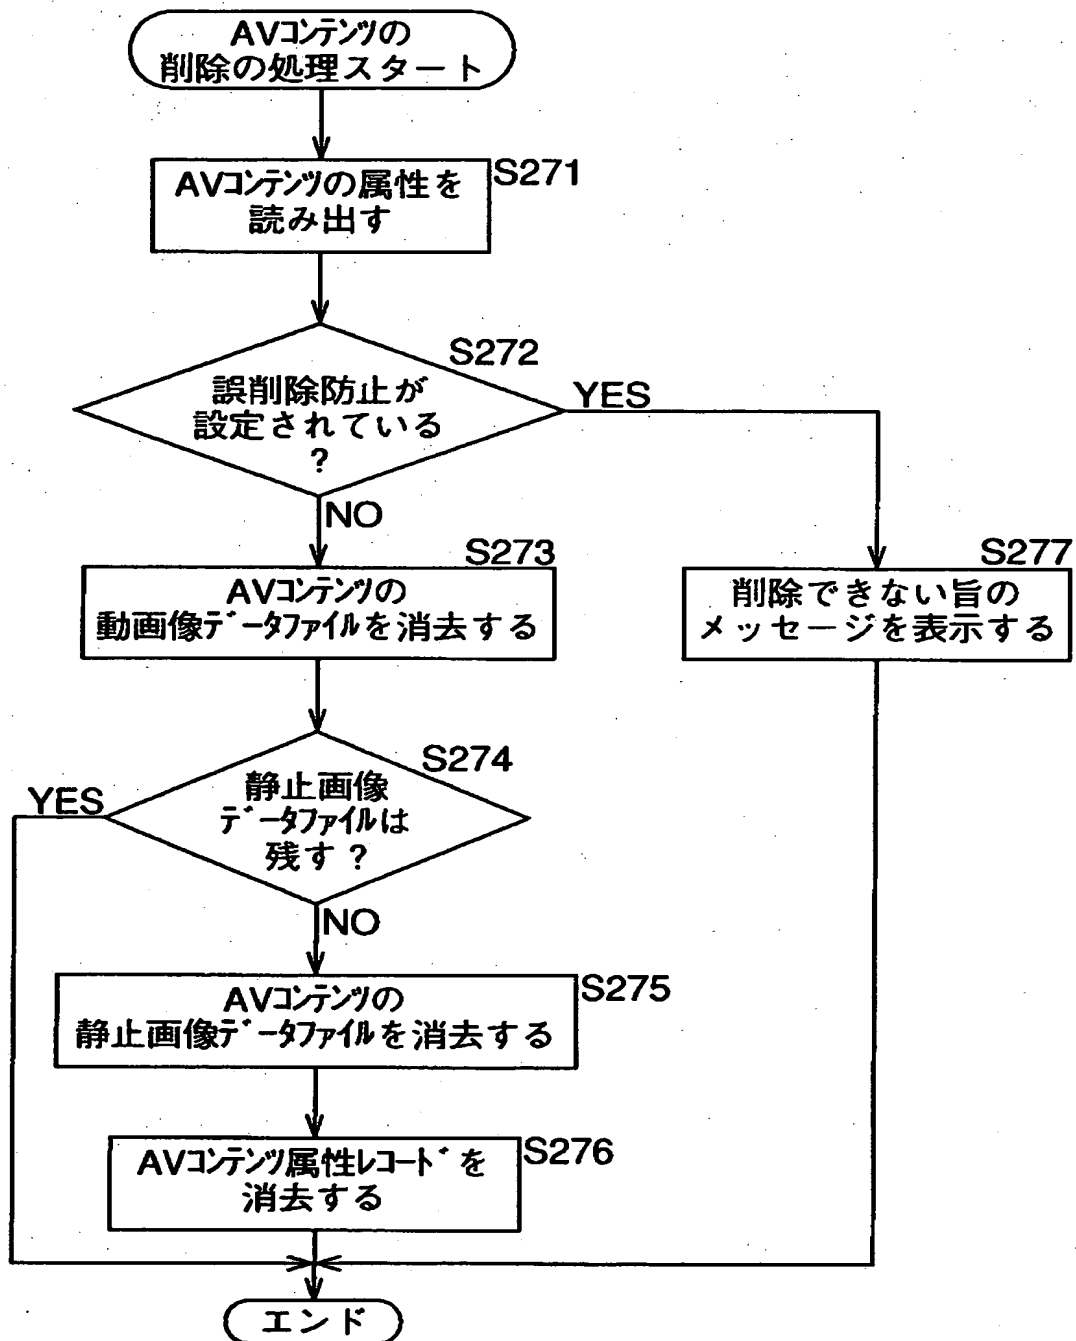 AVコンテンツの
削除の処理スタート
S271
AVコンテンツの属性を
読み出す
S272
誤削除防止が
設定されている
?
YES
NO
S273
AVコンテンツの
動画像データファイルを消去する
S277
削除できない旨の
メッセージを表示する
S274
静止画像
データファイルは
残す?
YES
NO
S275
AVコンテンツの
静止画像データファイルを消去する
S276
AVコンテンツ属性レコードを
消去する
エンド